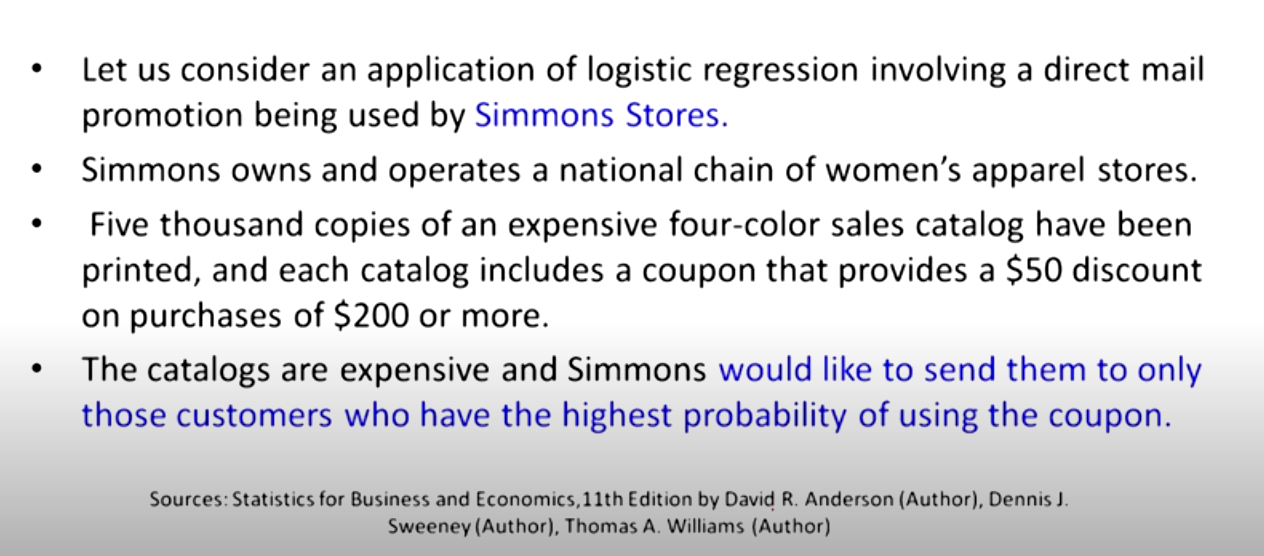 • Let us consider an application of logistic regression involving a direct mail
promotion being used by Simmons Stores.
• Simmons owns and operates a national chain of women’s apparel stores.
• Five thousand copies of an expensive four-color sales catalog have been
printed, and each catalog includes a coupon that provides a $50 discount
on purchases of $200 or more.
• The catalogs are expensive and Simmons would like to send them to only
those customers who have the highest probability of using the coupon.
Sources: Statistics for Business and Economics,11th Edition by David R. Anderson (Author), Dennis J.
Sweeney (Author), Thomas A. Williams (Author)